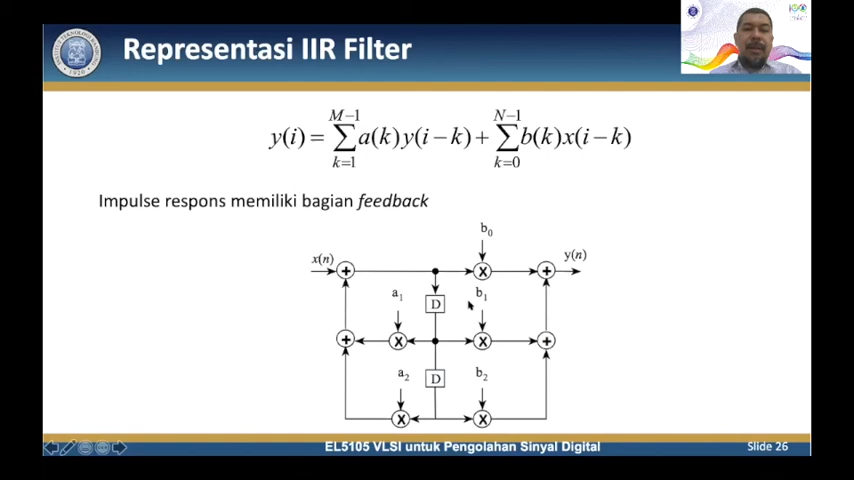 Representasi IIR Filter
y(i) = ∑_{k=1}^{M−1} a(k)y(i−k) + ∑_{k=0}^{N−1} b(k)x(i−k)
Impulse respons memiliki bagian feedback
b₀
x(n)
y(n)
+
X
+
a₁
D
b₁
+
X
X
+
a₂
D
b₂
X
X
EL5105 VLSI untuk Pengolahan Sinyal Digital
Slide 26